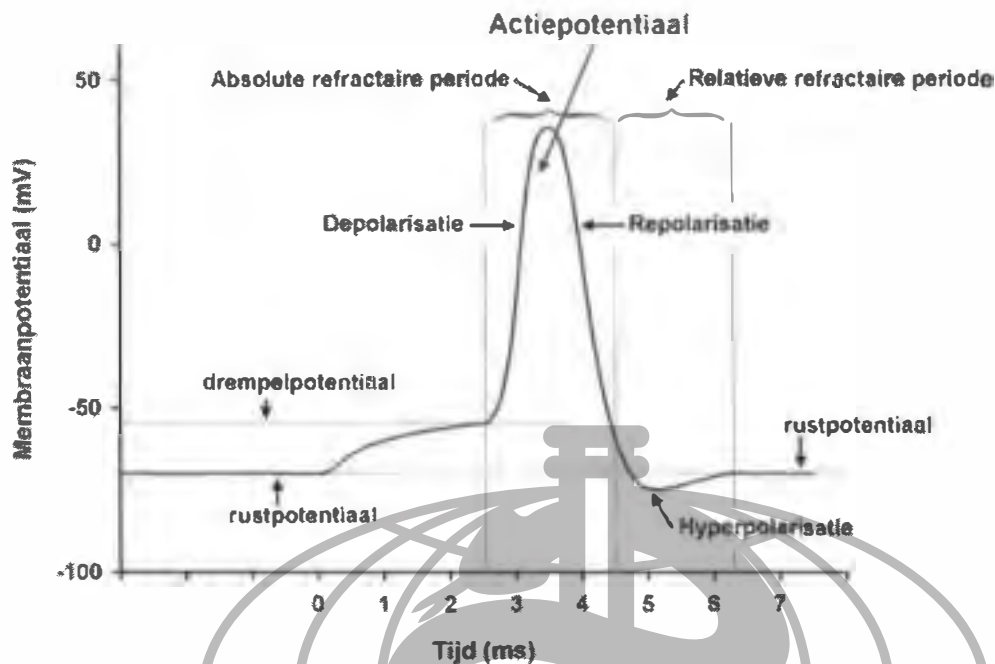 Actiepotentiaal
Absolute refractaire periode
Relatieve refractaire periode
50
Depolarisatie
Repolarisatie
0
Membraanpotentiaal (mV)
drempelpotentiaal
-50
rustpotentiaal
rustpotentiaal
Hyperpolarisatie
-100
0 1 2 3 4 5 6 7
Tijd (ms)